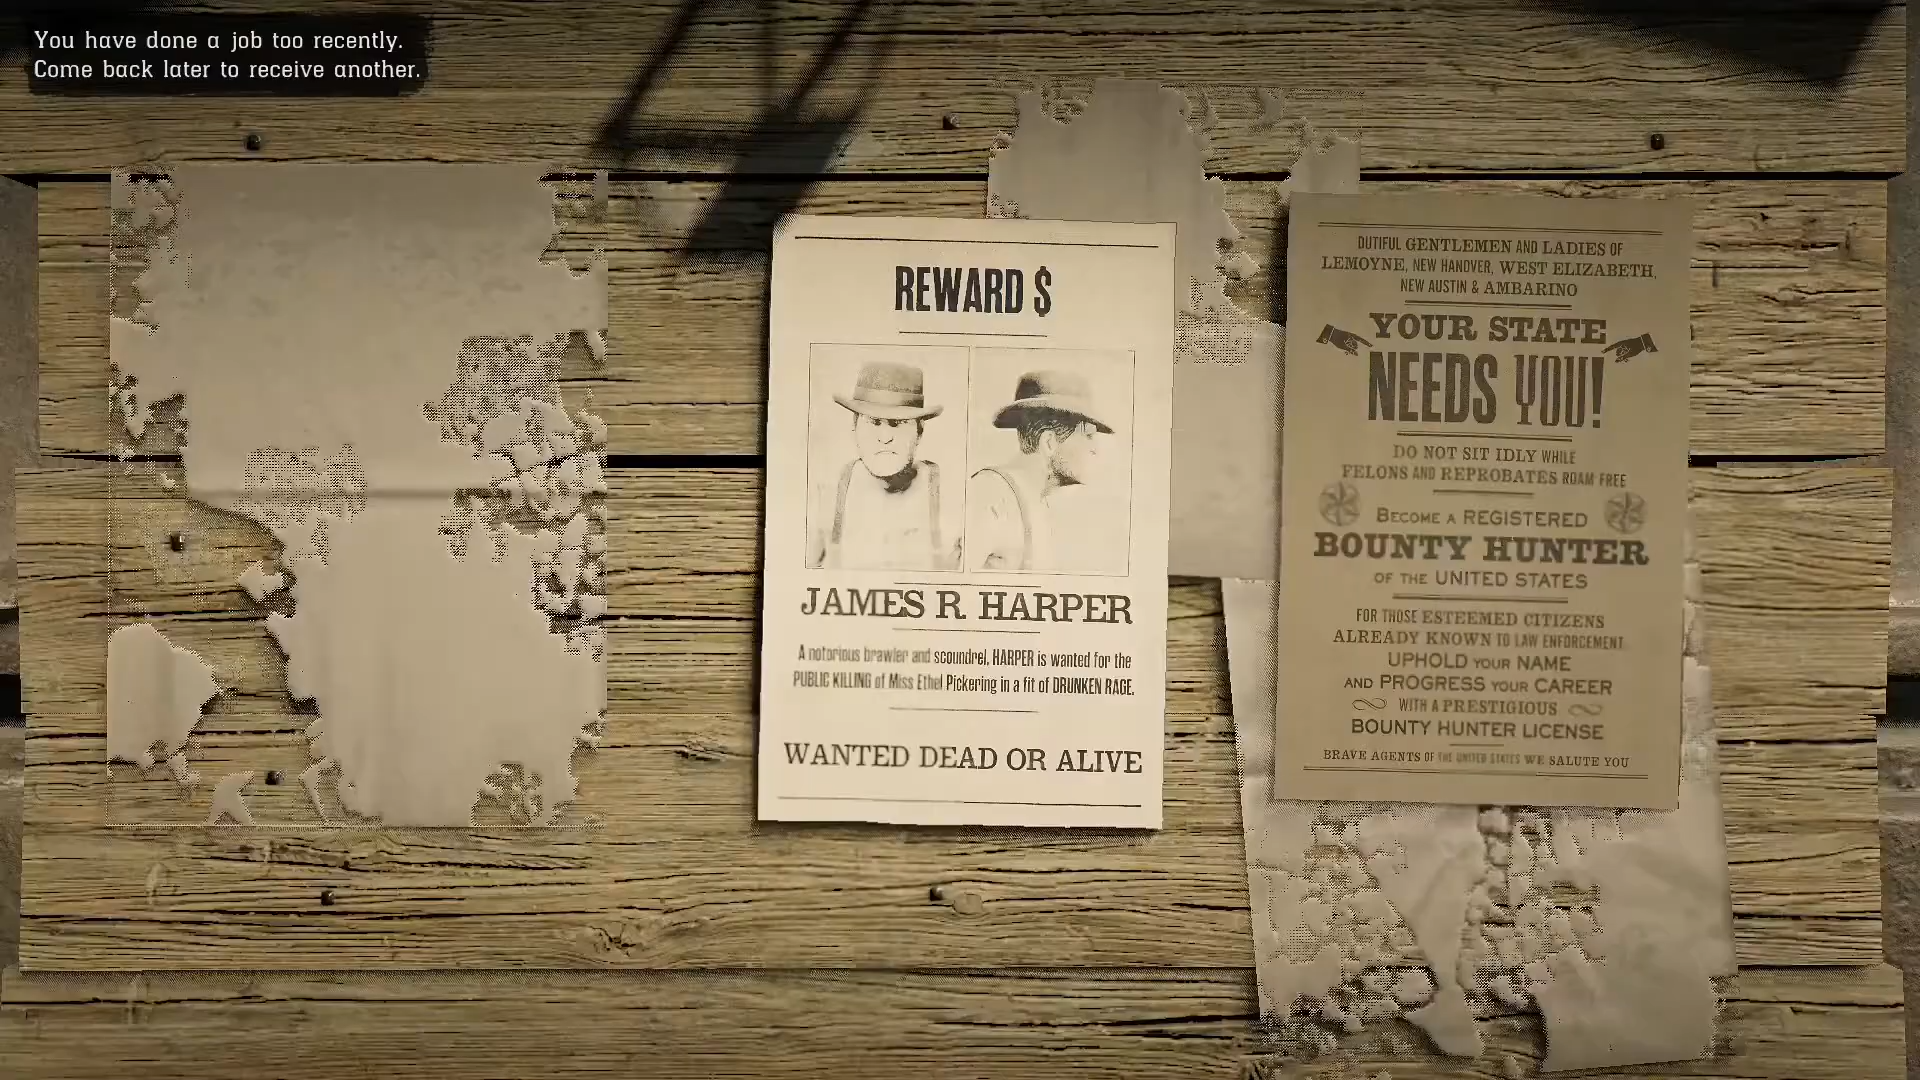 You have done a job too recently.
Come back later to receive another.
REWARD $
JAMES R. HARPER
A notorious brawler and scoundrel, HARPER is wanted for the
PUBLIC KILLING of Miss Ethel Pickering in a fit of DRUNKEN RAGE.
WANTED DEAD OR ALIVE
DUTIFUL GENTLEMEN AND LADIES OF
LEMOYNE, NEW HANOVER, WEST ELIZABETH,
NEW AUSTIN & AMBARINO
YOUR STATE
NEEDS YOU!
DO NOT SIT IDLY WHILE
FELONS AND REPROBATES ROAM FREE
BECOME A REGISTERED
BOUNTY HUNTER
OF THE UNITED STATES
FOR THOSE ESTEEMED CITIZENS
ALREADY KNOWN TO LAW ENFORCEMENT
UPHOLD YOUR NAME
AND PROGRESS YOUR CAREER
WITH A PRESTIGIOUS
BOUNTY HUNTER LICENSE
BRAVE AGENTS OF THE UNITED STATES WE SALUTE YOU